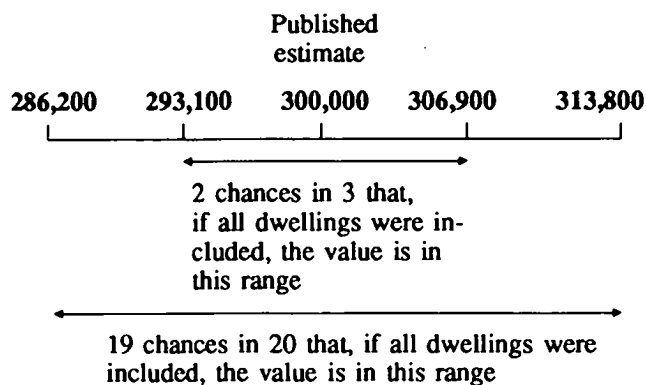 Published
estimate
286,200 293,100 300,000 306,900 313,800
2 chances in 3 that,
if all dwellings were in-
cluded, the value is in
this range
19 chances in 20 that, if all dwellings were
included, the value is in this range